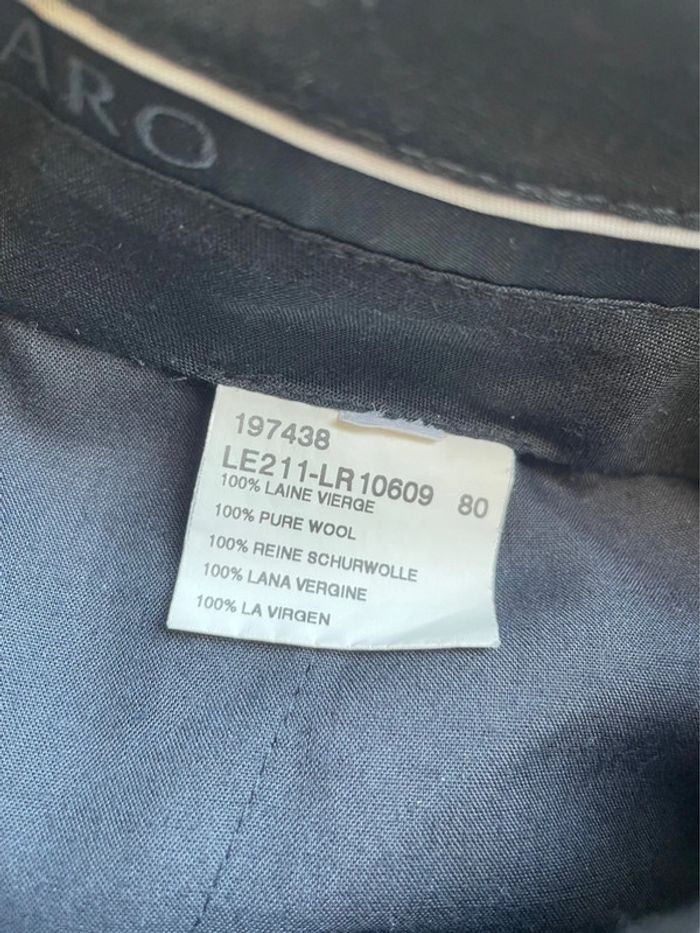 ARO
197438
LE211-LR10609 80
100% LAINE VIERGE
100% PURE WOOL
100% REINE SCHURWOLLE
100% LANA VERGINE
100% LA VIRGEN